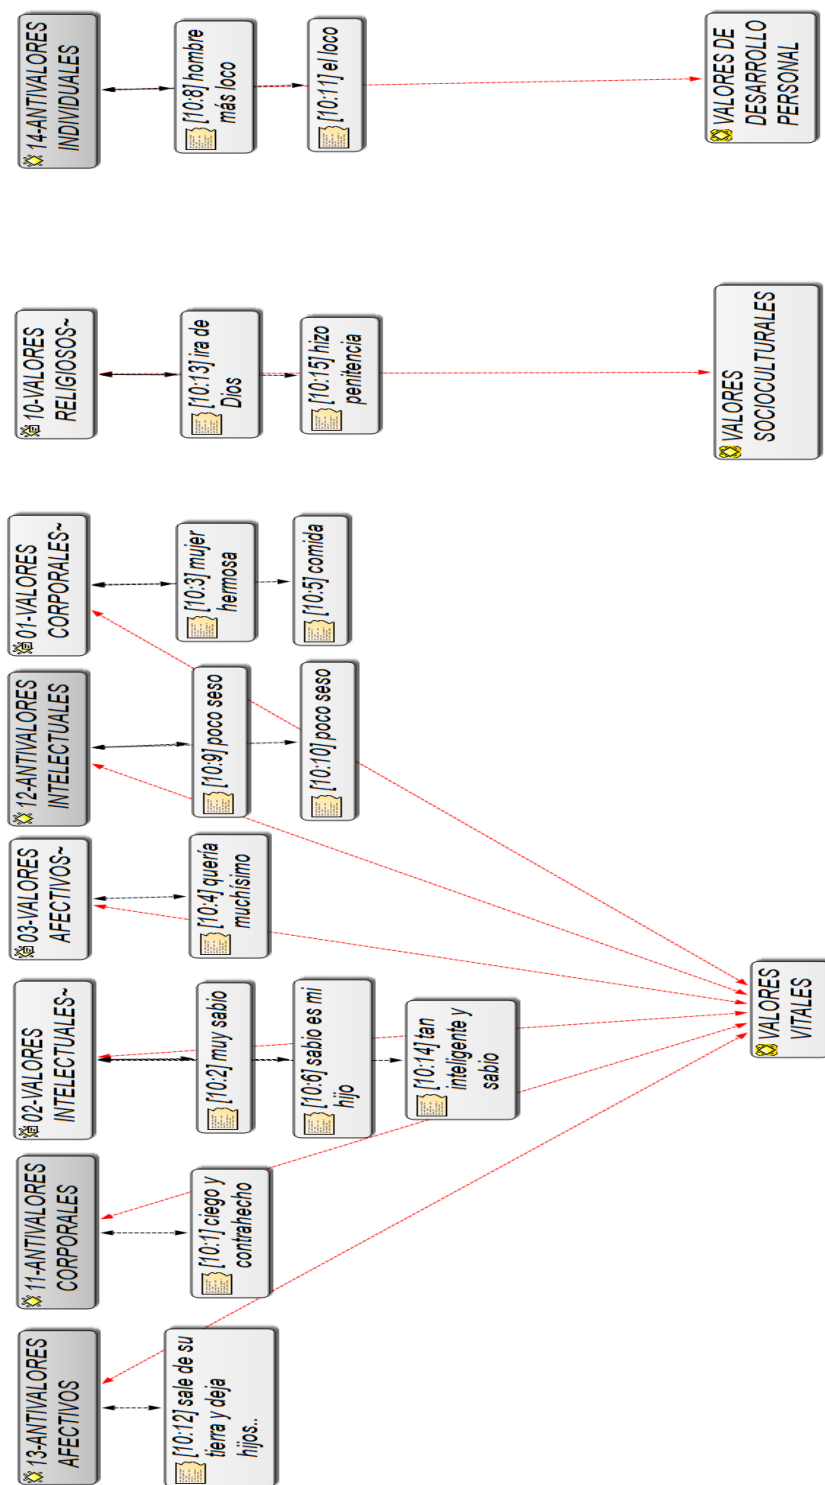 13-ANTIVALORES
AFECTIVOS
11-ANTIVALORES
CORPORALES
02-VALORES
INTELECTUALES~
03-VALORES
AFECTIVOS~
12-ANTIVALORES
INTELECTUALES
01-VALORES
CORPORALES~
10-VALORES
RELIGIOSOS~
14-ANTIVALORES
INDIVIDUALES
[10:12] sale de su
tierra y deja
hijos..
[10:1] ciego y
contrahecho
[10:2] muy sabio
[10:4] quería
muchísimo
[10:9] poco seso
[10:3] mujer
hermosa
[10:13] ira de
Dios
[10:8] hombre
más loco
[10:6] sabio es mi
hijo
[10:10] poco seso
[10:5] comida
[10:15] hizo
penitencia
[10:11] el loco
[10:14] tan
inteligente y
sabio
VALORES
VITALES
VALORES
SOCIOCULTURALES
VALORES DE
DESARROLLO
PERSONAL